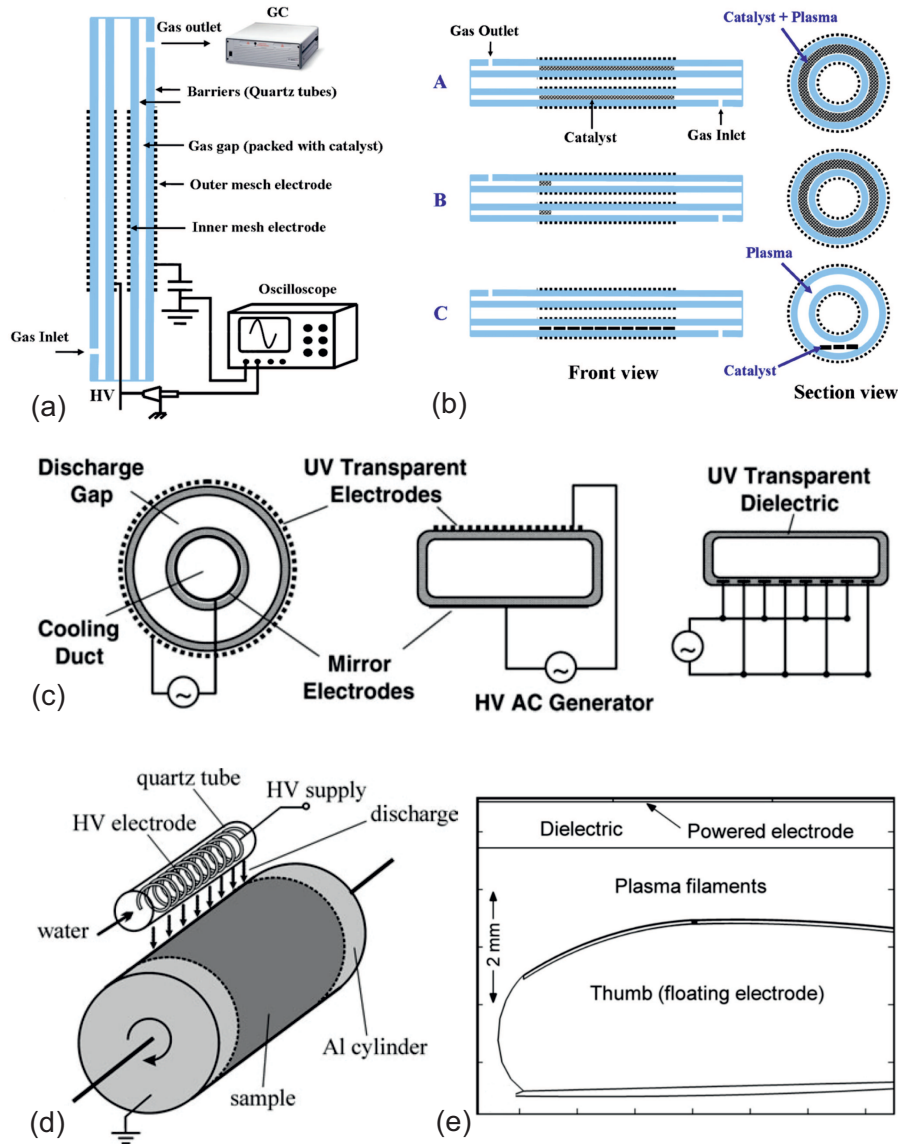 Gas outlet
GC
Barriers (Quartz tubes)
Gas gap (packed with catalyst)
Outer mesch electrode
Inner mesh electrode
Oscilloscope
Gas Inlet
HV
(a)
Catalyst + Plasma
Gas Outlet
A
Catalyst
Gas Inlet
B
Plasma
C
Catalyst
Front view
Section view
(b)
Discharge
Gap
UV Transparent
Electrodes
UV Transparent
Dielectric
Cooling
Duct
Mirror
Electrodes
HV AC Generator
~
~
~
(c)
quartz tube
HV supply
HV electrode
discharge
water
Al cylinder
sample
(d)
Dielectric
Powered electrode
Plasma filaments
2 mm
Thumb (floating electrode)
(e)